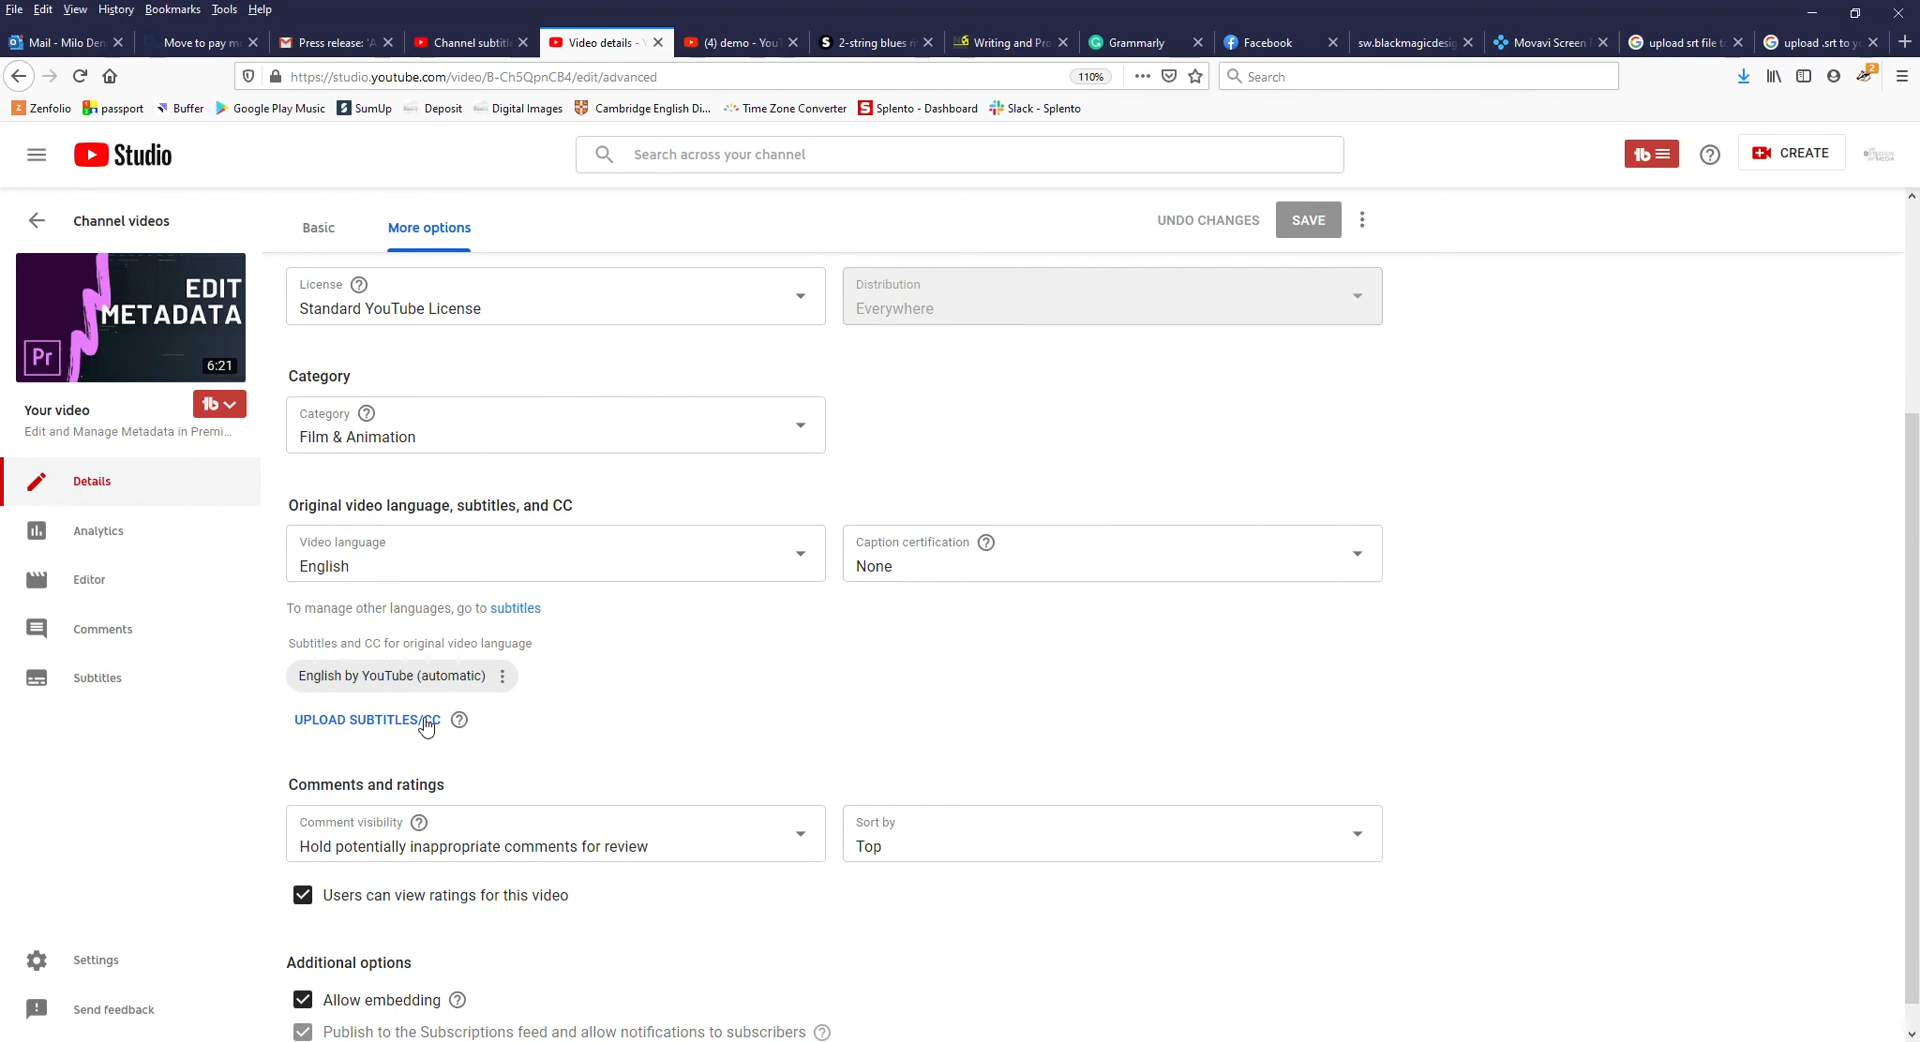 File Edit View History Bookmarks Tools Help
Mail - Milo Den Move to pay m Press release: 'A Channel subtitl Video details - Y (4) demo - YouT 2-string blues r Writing and Pro Grammarly Facebook sw.blackmagicdesig Movavi Screen upload srt file t upload .srt to y
https://studio.youtube.com/video/B-Ch5QpnCB4/edit/advanced 110% Search 2
Zenfolio passport Buffer Google Play Music SumUp Deposit Digital Images Cambridge English Di... Time Zone Converter Splento - Dashboard Slack - Splento
Studio Search across your channel CREATE
Channel videos Basic More options UNDO CHANGES SAVE
EDIT
METADATA
Pr 6:21
License
Standard YouTube License
Distribution
Everywhere
Your video
Edit and Manage Metadata in Premi...
Category
Category
Film & Animation
Details
Analytics
Editor
Comments
Subtitles
Original video language, subtitles, and CC
Video language
English
Caption certification
None
To manage other languages, go to subtitles
Subtitles and CC for original video language
English by YouTube (automatic)
UPLOAD SUBTITLES/CC
Comments and ratings
Comment visibility
Hold potentially inappropriate comments for review
Sort by
Top
Users can view ratings for this video
Settings
Send feedback
Additional options
Allow embedding
Publish to the Subscriptions feed and allow notifications to subscribers